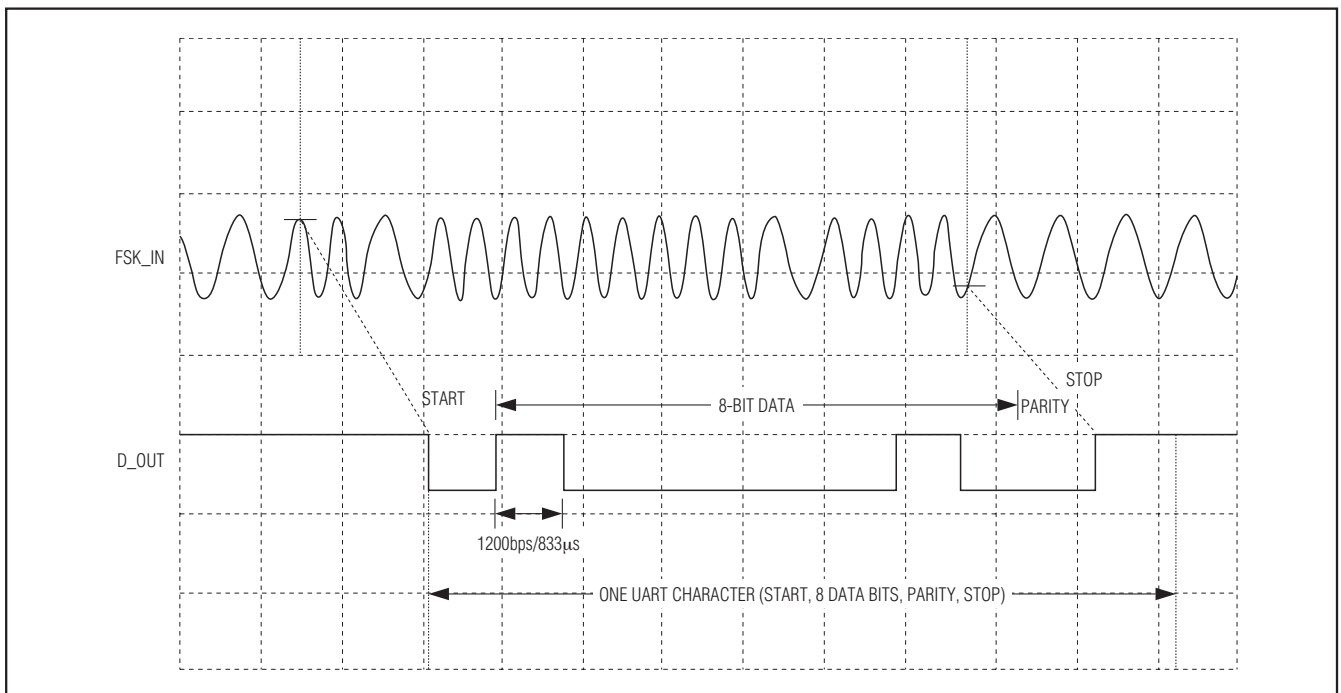 FSK_IN
STOP
START
8-BIT DATA
PARITY
D_OUT
1200bps/833μs
ONE UART CHARACTER (START, 8 DATA BITS, PARITY, STOP)